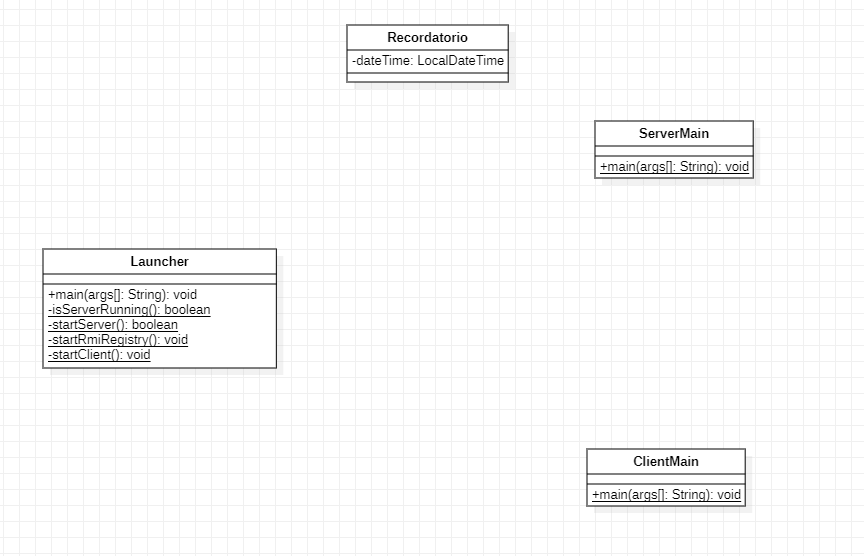 Recordatorio
-dateTime: LocalDateTime
ServerMain
+main(args[]: String): void
Launcher
+main(args[]: String): void
-isServerRunning(): boolean
-startServer(): boolean
-startRmiRegistry(): void
-startClient(): void
ClientMain
+main(args[]: String): void